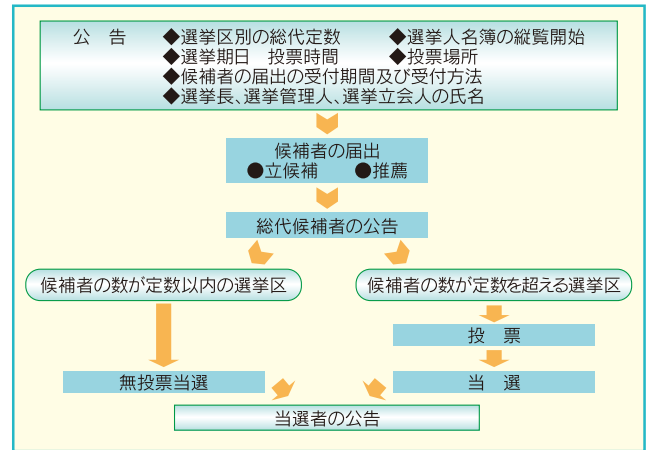 公 告 ◆選挙区別の総代定数 ◆選挙人名簿の縦覧開始
◆選挙期日 投票時間 ◆投票場所
◆候補者の届出の受付期間及び受付方法
◆選挙長、選挙管理人、選挙立会人の氏名
候補者の届出
●立候補 ●推薦
総代候補者の公告
候補者の数が定数以内の選挙区
候補者の数が定数を超える選挙区
投 票
無投票当選
当 選
当選者の公告